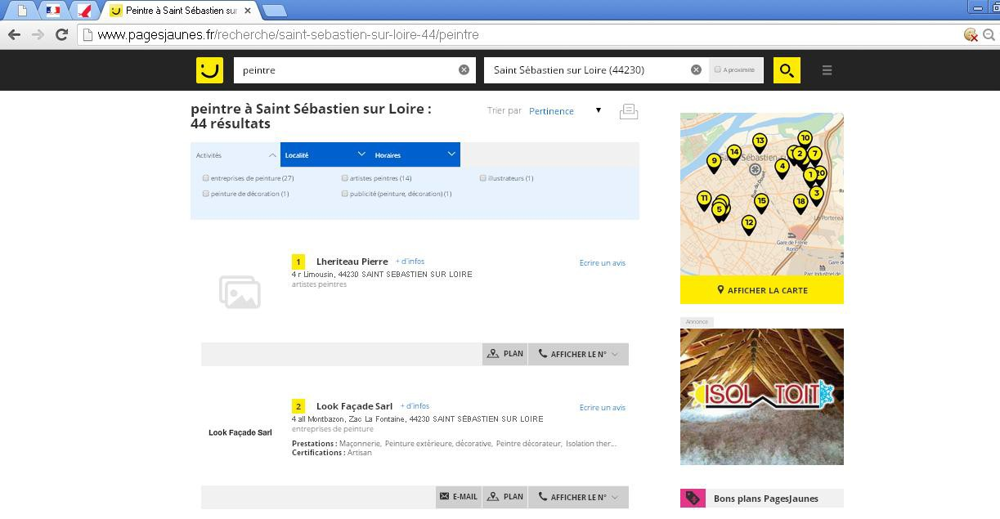 Peintre à Saint Sébastien sur
www.pagesjaunes.fr/recherche/saint-sebastien-sur-loire-44/peintre
peintre
Saint Sébastien sur Loire (44230)
A proximité
peintre à Saint Sébastien sur Loire :
44 résultats
Trier par Pertinence
Activités
Localité
Horaires
entreprises de peinture (27)
artistes peintres (14)
illustrateurs (1)
peinture de décoration (1)
publicité (peinture, décoration) (1)
1 Lheriteau Pierre + d'infos
Ecrire un avis
4 r Limousin, 44230 SAINT SEBASTIEN SUR LOIRE
artistes peintres
PLAN
AFFICHER LE N°
2 Look Façade Sarl + d'infos
Ecrire un avis
4 all Montbazon, Zac La Fontaine, 44230 SAINT SÉBASTIEN SUR LOIRE
entreprises de peinture
Look Façade Sarl
Prestations : Maçonnerie, Peinture extérieure, décorative, Peintre décorateur, Isolation ther...
Certifications : Artisan
E-MAIL
PLAN
AFFICHER LE N°
13
10
14
2
7
9
4
1
20
3
11
15
18
5
12
Gare de Frêne
Rond
AFFICHER LA CARTE
Annonce
ISOL TOIT
Bons plans PagesJaunes